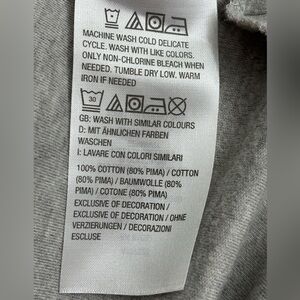 MACHINE WASH COLD DELICATE
CYCLE. WASH WITH LIKE COLORS.
ONLY NON-CHLORINE BLEACH WHEN
NEEDED. TUMBLE DRY LOW. WARM
IRON IF NEEDED
30
GB: WASH WITH SIMILAR COLOURS
D: MIT ÄHNLICHEN FARBEN
WASCHEN
I: LAVARE CON COLORI SIMILARI
100% COTTON (80% PIMA) / COTTON
(80% PIMA) / BAUMWOLLE (80%
PIMA) / COTONE (80% PIMA)
EXCLUSIVE OF DECORATION /
EXCLUSIVE OF DECORATION / OHNE
VERZIERUNGEN / DECORAZIONI
ESCLUSE